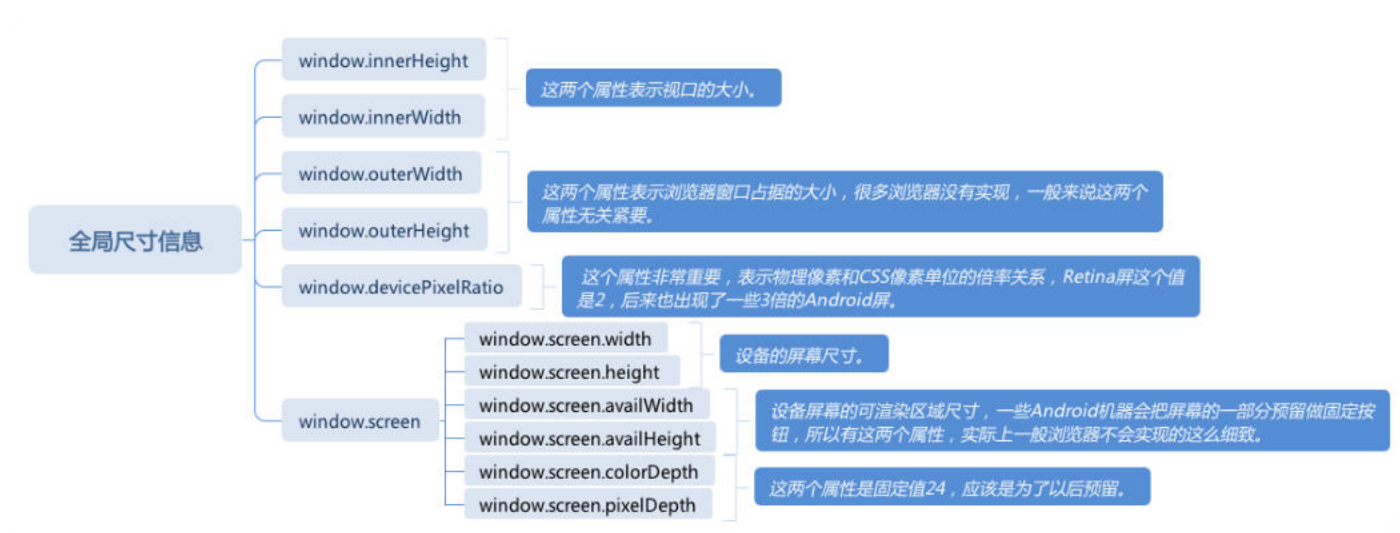 全局尺寸信息
window.innerHeight
window.innerWidth
这两个属性表示视口的大小。
window.outerWidth
window.outerHeight
这两个属性表示浏览器窗口占据的大小，很多浏览器没有实现，一般来说这两个
属性无关紧要。
window.devicePixelRatio
这个属性非常重要，表示物理像素和CSS像素单位的倍率关系，Retina屏这个值
是2，后来也出现了一些3倍的Android屏。
window.screen
window.screen.width
window.screen.height
设备的屏幕尺寸。
window.screen.availWidth
window.screen.availHeight
设备屏幕的可渲染区域尺寸，一些Android机器会把屏幕的一部分预留做固定按
钮，所以有这两个属性，实际上一般浏览器不会实现的这么细致。
window.screen.colorDepth
window.screen.pixelDepth
这两个属性是固定值24，应该是为了以后预留。